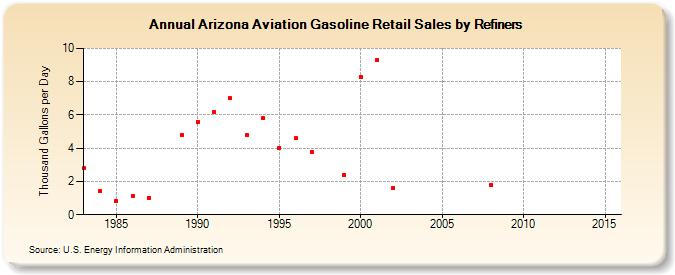 Annual Arizona Aviation Gasoline Retail Sales by Refiners
Thousand Gallons per Day
10
8
6
4
2
0
1985 1990 1995 2000 2005 2010 2015
Source: U.S. Energy Information Administration